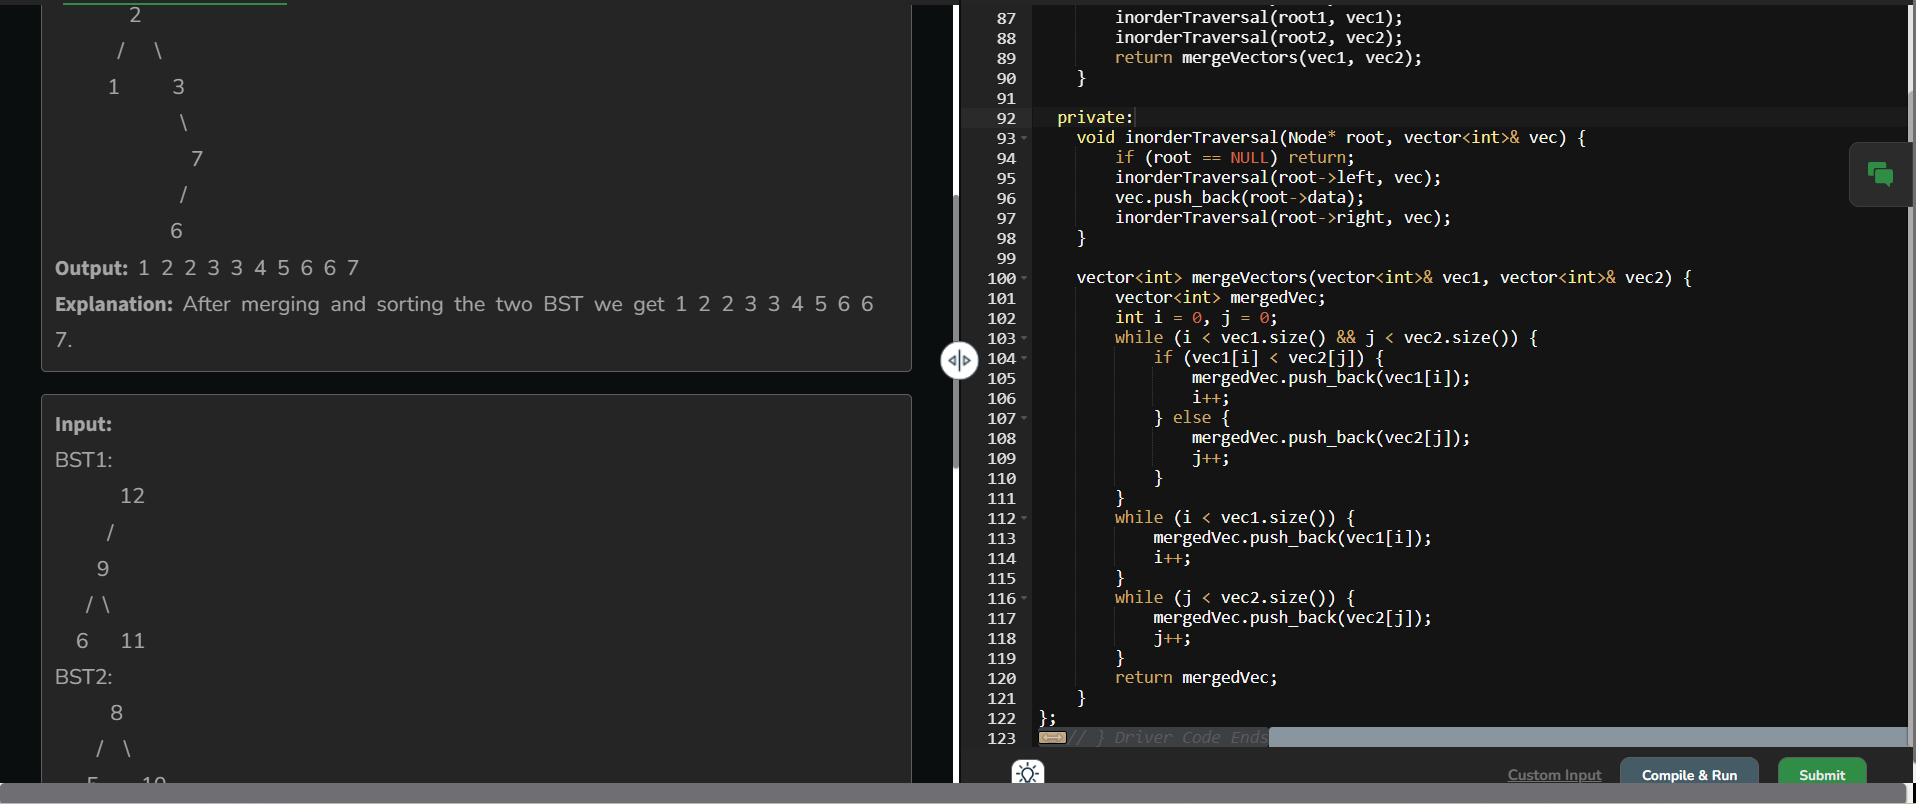 2
/ \
1 3
\
7
/
6
Output: 1 2 2 3 3 4 5 6 6 7
Explanation: After merging and sorting the two BST we get 1 2 2 3 3 4 5 6 6
7.
Input:
BST1:
12
/
9
/ \
6 11
BST2:
8
/ \
5 10
87 inorderTraversal(root1, vec1);
88 inorderTraversal(root2, vec2);
89 return mergeVectors(vec1, vec2);
90 }
91
92 private:
93 void inorderTraversal(Node* root, vector<int>& vec) {
94 if (root == NULL) return;
95 inorderTraversal(root->left, vec);
96 vec.push_back(root->data);
97 inorderTraversal(root->right, vec);
98 }
99
100 vector<int> mergeVectors(vector<int>& vec1, vector<int>& vec2) {
101 vector<int> mergedVec;
102 int i = 0, j = 0;
103 while (i < vec1.size() && j < vec2.size()) {
104 if (vec1[i] < vec2[j]) {
105 mergedVec.push_back(vec1[i]);
106 i++;
107 } else {
108 mergedVec.push_back(vec2[j]);
109 j++;
110 }
111 }
112 while (i < vec1.size()) {
113 mergedVec.push_back(vec1[i]);
114 i++;
115 }
116 while (j < vec2.size()) {
117 mergedVec.push_back(vec2[j]);
118 j++;
119 }
120 return mergedVec;
121 }
122 };
123 // } Driver Code Ends
Custom Input Compile & Run Submit